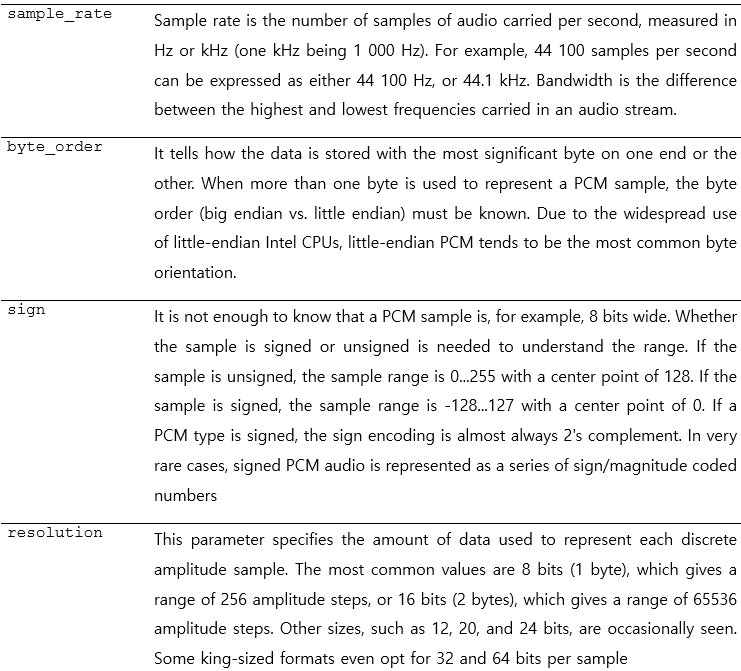 sample_rate
Sample rate is the number of samples of audio carried per second, measured in
Hz or kHz (one kHz being 1 000 Hz). For example, 44 100 samples per second
can be expressed as either 44 100 Hz, or 44.1 kHz. Bandwidth is the difference
between the highest and lowest frequencies carried in an audio stream.
byte_order
It tells how the data is stored with the most significant byte on one end or the
other. When more than one byte is used to represent a PCM sample, the byte
order (big endian vs. little endian) must be known. Due to the widespread use
of little-endian Intel CPUs, little-endian PCM tends to be the most common byte
orientation.
sign
It is not enough to know that a PCM sample is, for example, 8 bits wide. Whether
the sample is signed or unsigned is needed to understand the range. If the
sample is unsigned, the sample range is 0...255 with a center point of 128. If the
sample is signed, the sample range is -128...127 with a center point of 0. If a
PCM type is signed, the sign encoding is almost always 2's complement. In very
rare cases, signed PCM audio is represented as a series of sign/magnitude coded
numbers
resolution
This parameter specifies the amount of data used to represent each discrete
amplitude sample. The most common values are 8 bits (1 byte), which gives a
range of 256 amplitude steps, or 16 bits (2 bytes), which gives a range of 65536
amplitude steps. Other sizes, such as 12, 20, and 24 bits, are occasionally seen.
Some king-sized formats even opt for 32 and 64 bits per sample